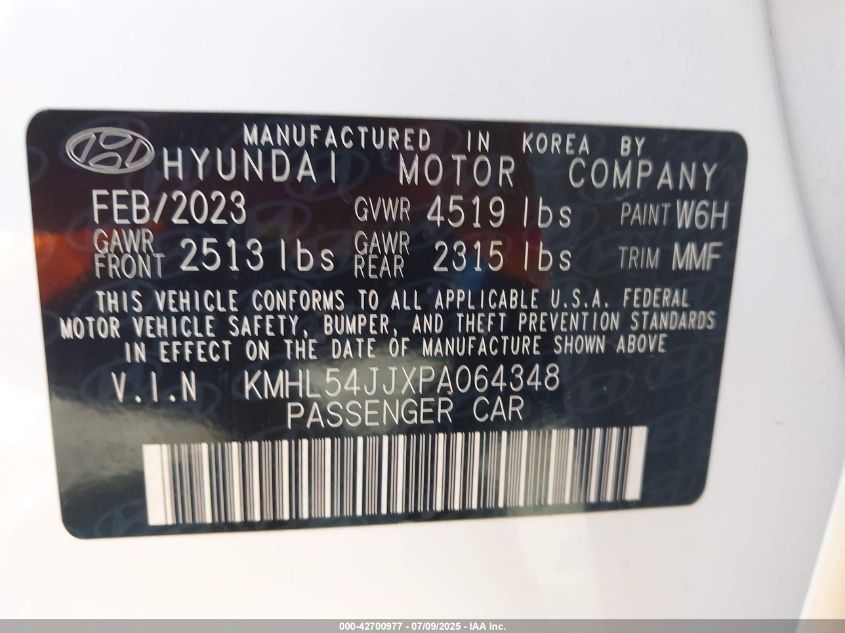 MANUFACTURED IN KOREA BY
HYUNDAI MOTOR COMPANY
FEB/2023 GVWR 4519 lbs PAINT W6H
GAWR FRONT 2513 lbs GAWR REAR 2315 lbs TRIM MMF
THIS VEHICLE CONFORMS TO ALL APPLICABLE U.S.A. FEDERAL
MOTOR VEHICLE SAFETY, BUMPER, AND THEFT PREVENTION STANDARDS
IN EFFECT ON THE DATE OF MANUFACTURE SHOWN ABOVE
V.I.N KMHL54JJXPA064348
PASSENGER CAR
000-42700977 - 07/09/2025 - IAA Inc.